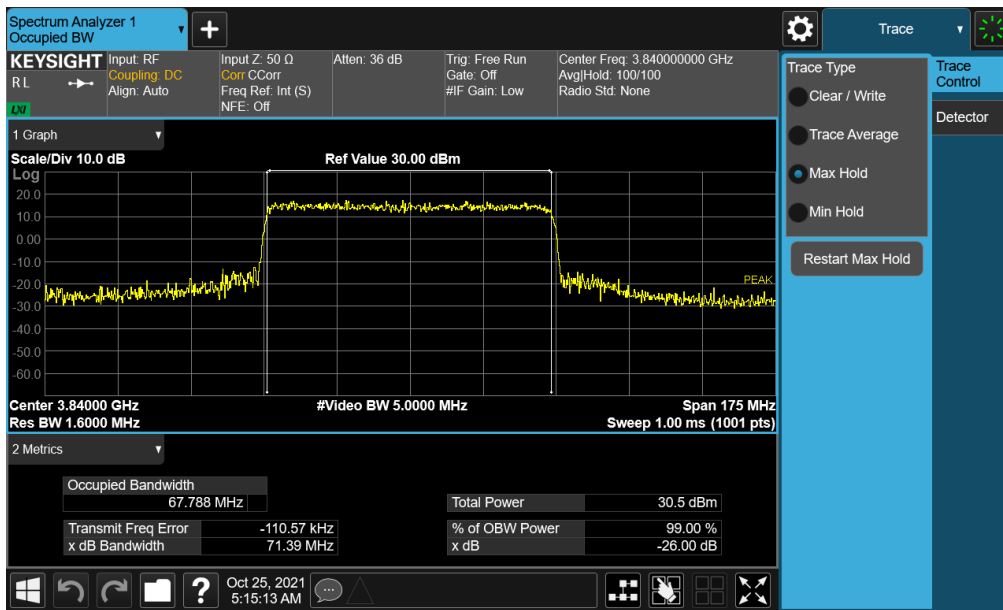 Spectrum Analyzer 1
Occupied BW
+
Trace
KEYSIGHT
R L
LXI
Input: RF
Coupling: DC
Align: Auto
Input Z: 50 Ω
Corr CCorr
Freq Ref: Int (S)
NFE: Off
Atten: 36 dB
Trig: Free Run
Gate: Off
#IF Gain: Low
Center Freq: 3.840000000 GHz
Avg|Hold: 100/100
Radio Std: None
Trace Type
Clear / Write
Trace Average
Max Hold
Min Hold
Restart Max Hold
Trace
Control
Detector
1 Graph
Scale/Div 10.0 dB
Ref Value 30.00 dBm
Log
20.0
10.0
0.00
-10.0
-20.0
-30.0
-40.0
-50.0
-60.0
PEAK
Center 3.84000 GHz
#Video BW 5.0000 MHz
Span 175 MHz
Res BW 1.6000 MHz
Sweep 1.00 ms (1001 pts)
2 Metrics
Occupied Bandwidth
67.788 MHz
Total Power 30.5 dBm
Transmit Freq Error -110.57 kHz
% of OBW Power 99.00 %
x dB Bandwidth 71.39 MHz
x dB -26.00 dB
?
Oct 25, 2021
5:15:13 AM